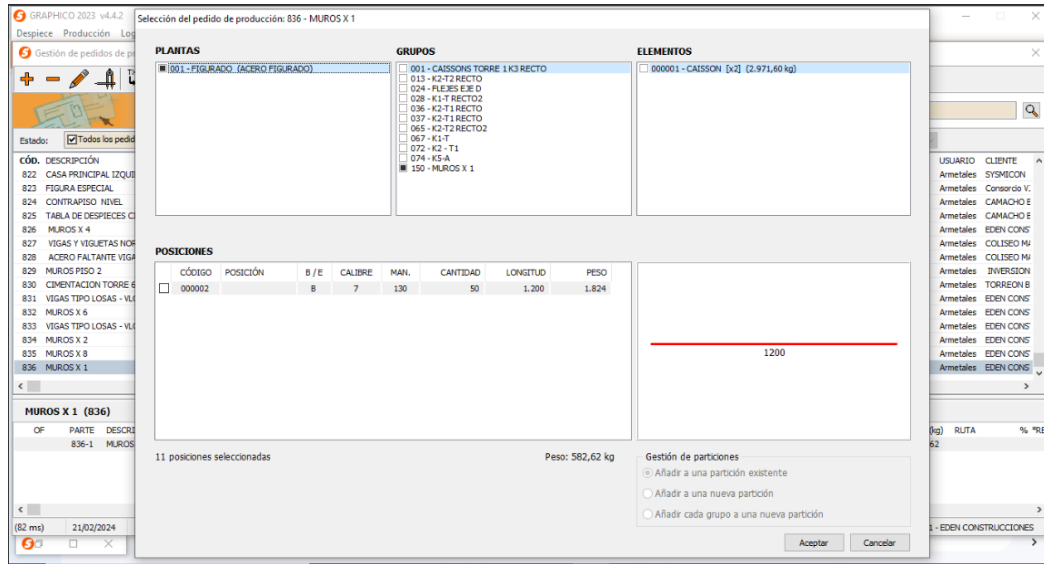 GRAPHICO 2023 v4.4.2
Selección del pedido de producción: 836 - MUROS X 1
Despiece Producción Log
Gestión de pedidos de p
Estado: Todos los pedid
CÓD. DESCRIPCIÓN
822 CASA PRINCIPAL IZQUI
823 FIGURA ESPECIAL
824 CONTRAPISO NIVEL
825 TABLA DE DESPIECES C
826 MUROS X 4
827 VIGAS Y VIGUETAS NOR
828 ACERO FALTANTE VIGA
829 MUROS PISO 2
830 CIMENTACION TORRE 6
831 VIGAS TIPO LOSAS - VL
832 MUROS X 6
833 VIGAS TIPO LOSAS - VL
834 MUROS X 2
835 MUROS X 8
836 MUROS X 1
MUROS X 1 (836)
OF PARTE DESCRI
836-1 MUROS
(82 ms) 21/02/2024
PLANTAS
001 - FIGURADO (ACERO FIGURADO)
GRUPOS
001 - CAISSONS TORRE 1 K3 RECTO
013 - K2-T2 RECTO
024 - FLEJES EJE D
028 - K1-T RECTO2
036 - K2-T1 RECTO
037 - K2-T1 RECTO
065 - K2-T2 RECTO2
067 - K1-T
072 - K2 - T1
074 - K5-A
150 - MUROS X 1
ELEMENTOS
000001 - CAISSON [x2] (2.971,60 kg)
POSICIONES
CÓDIGO POSICIÓN B / E CALIBRE MAN. CANTIDAD LONGITUD PESO
000002 B 7 130 50 1.200 1.824
1200
11 posiciones seleccionadas
Peso: 582,62 kg
Gestión de particiones
Añadir a una partición existente
Añadir a una nueva partición
Añadir cada grupo a una nueva partición
Aceptar Cancelar
USUARIO CLIENTE
Armetales SYSMICON
Armetales Consorcio V
Armetales CAMACHO E
Armetales CAMACHO E
Armetales EDEN CONS
Armetales COLISEO M
Armetales COLISEO M
Armetales INVERSION
Armetales TORREON B
Armetales EDEN CONS
Armetales EDEN CONS
Armetales EDEN CONS
Armetales EDEN CONS
Armetales EDEN CONS
Armetales EDEN CONS
(kg) RUTA % *RE
62
1 - EDEN CONSTRUCCIONES